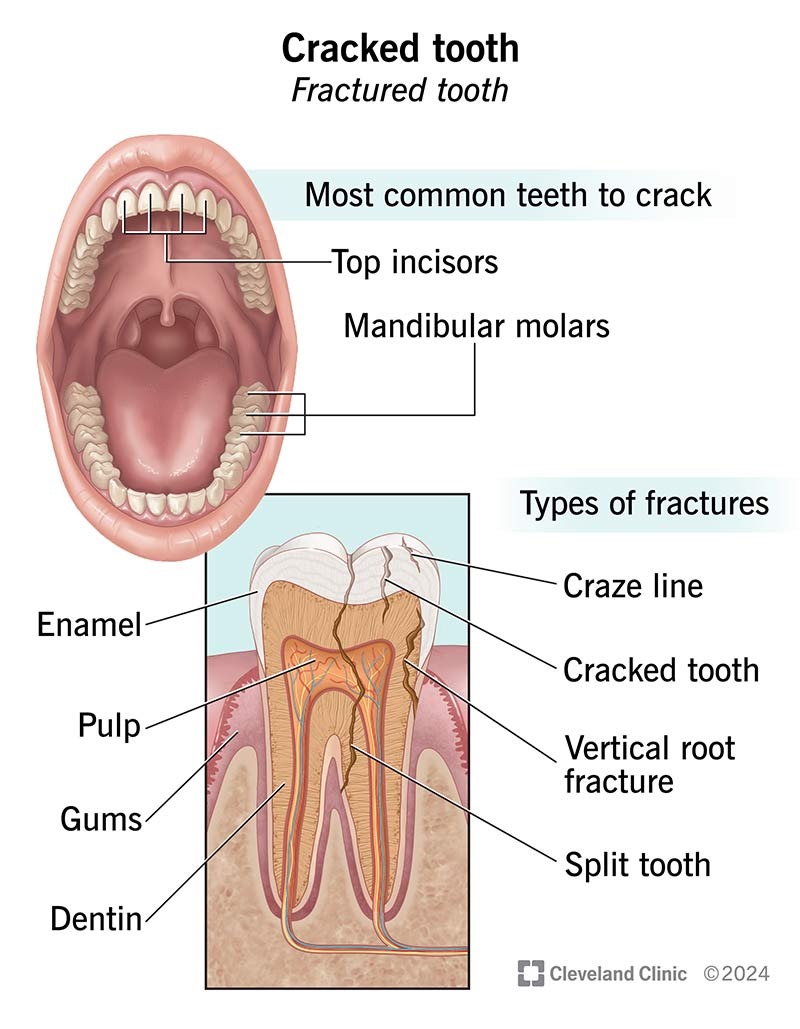 Cracked tooth
Fractured tooth
Most common teeth to crack
Top incisors
Mandibular molars
Types of fractures
Craze line
Cracked tooth
Vertical root
fracture
Split tooth
Enamel
Pulp
Gums
Dentin
Cleveland Clinic ©2024